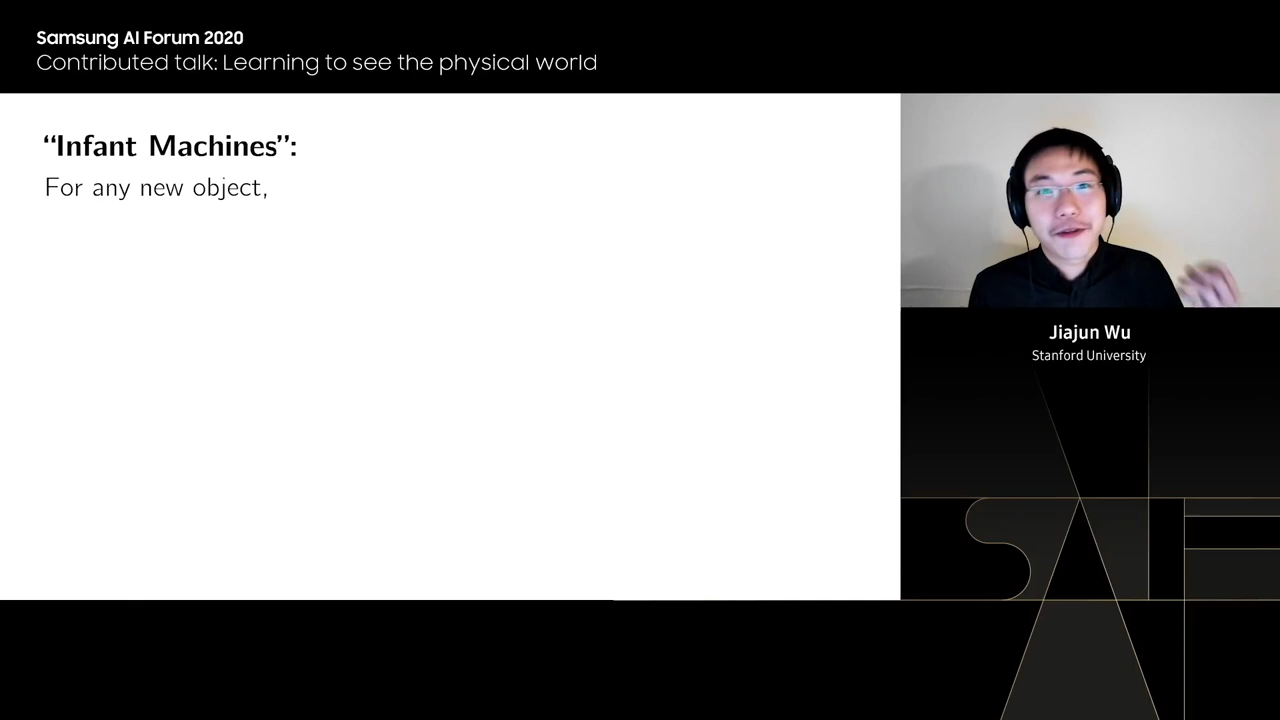 Samsung AI Forum 2020
Contributed talk: Learning to see the physical world
“Infant Machines”:
For any new object,
Jiajun Wu
Stanford University